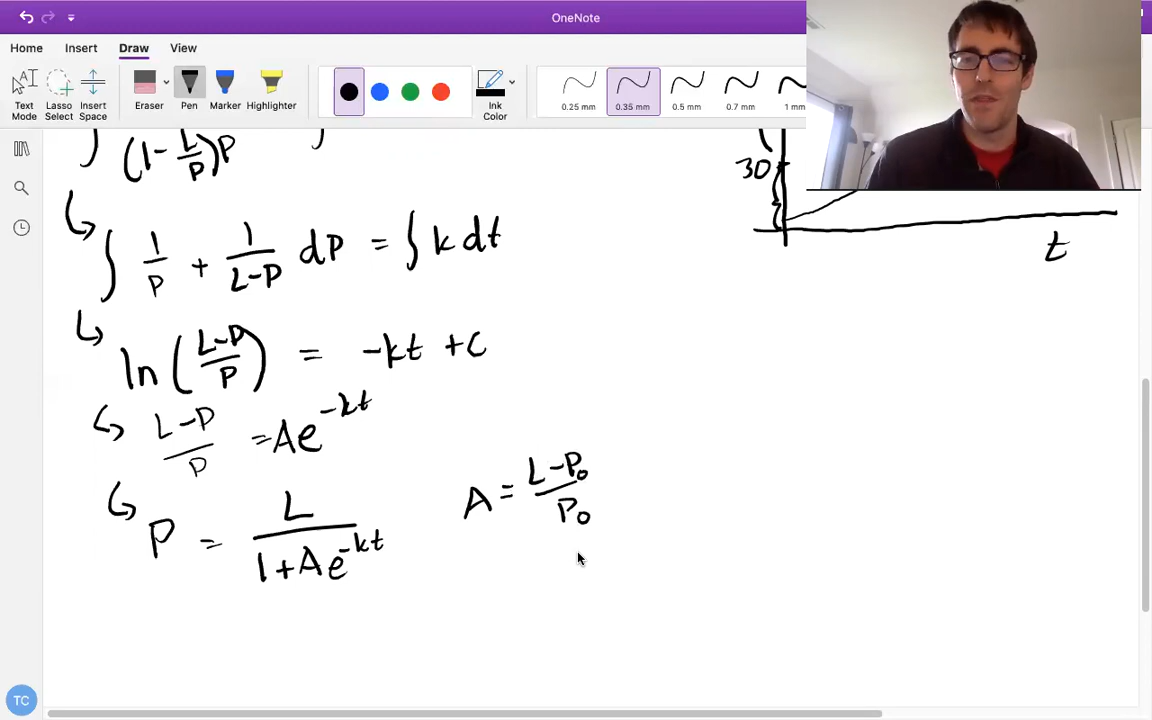 OneNote
Home Insert Draw View
Text Mode
Lasso Select
Insert Space
Eraser
Pen
Marker
Highlighter
Ink Color
0.25 mm
0.35 mm
0.5 mm
0.7 mm
1 mm
∫ (1 - L/P)P ∫
30
t
↳ ∫ 1/P + 1/(L-P) dP = ∫ k dt
↳ ln((L-P)/P) = -kt + C
↳ (L-P)/P = Ae^(-kt)
↳ P = L/(1+Ae^(-kt))
A = (L-P₀)/P₀
TC